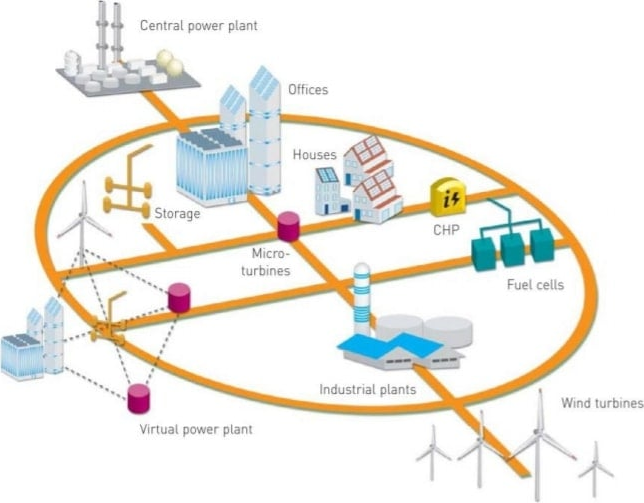 Central power plant
Offices
Houses
Storage
CHP
Micro-
turbines
Fuel cells
Industrial plants
Wind turbines
Virtual power plant